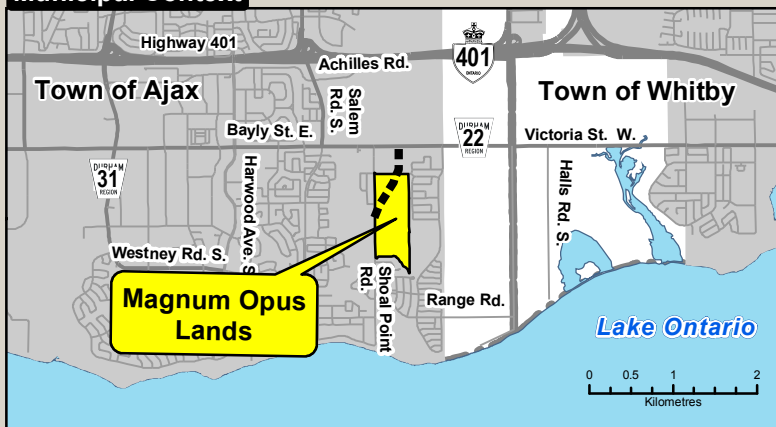 Municipal Context
Highway 401
Achilles Rd.
401
ONTARIO
Town of Ajax
Town of Whitby
Salem
Rd. S.
Bayly St. E.
DURHAM
22
REGION
Victoria St. W.
DURHAM
31
REGION
Harwood Ave. S.
Halls Rd. S.
Westney Rd. S.
Shoal Point
Rd.
Magnum Opus
Lands
Range Rd.
Lake Ontario
0 0.5 1 2
Kilometres